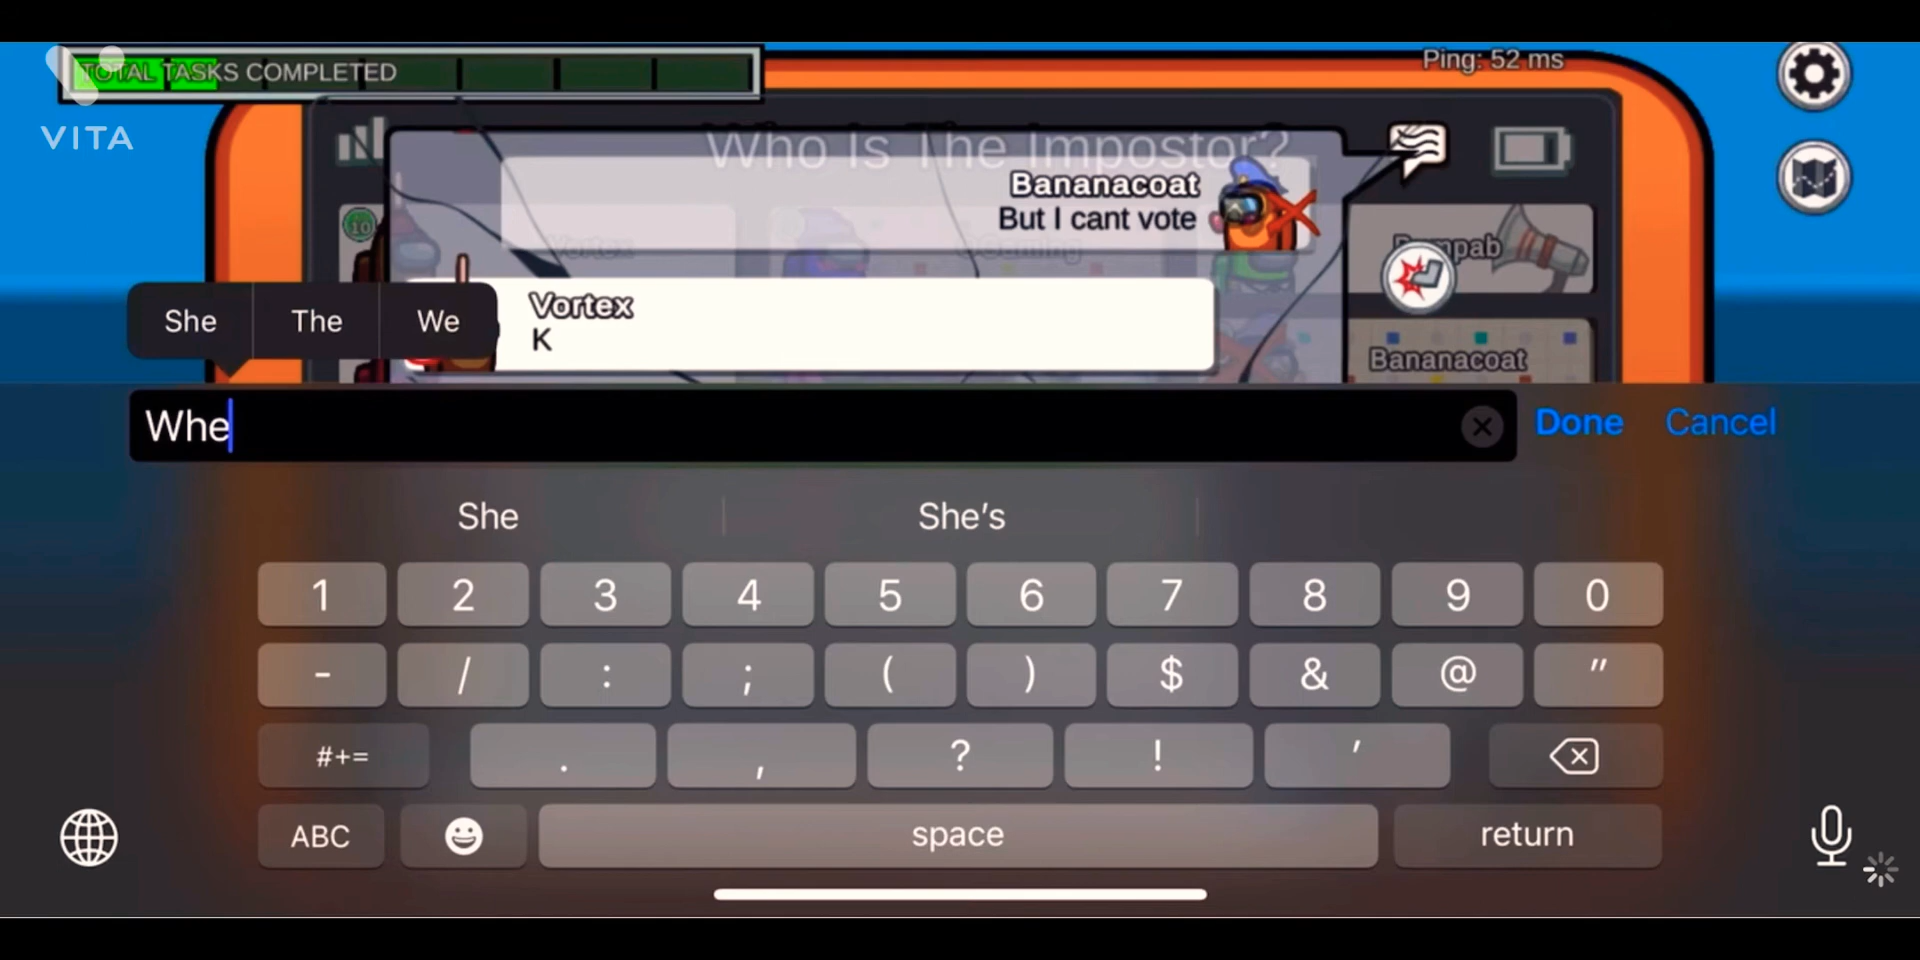 TOTAL TASKS COMPLETED
Ping: 52 ms
VITA
Who Is The Impostor?
Bananacoat
But I cant vote
10
Vortex
Vortex
K
Bananacoat
She The We
Whe
Done Cancel
She She's
1 2 3 4 5 6 7 8 9 0
- / : ; ( ) $ & @ "
#+= . , ? ! '
ABC space return